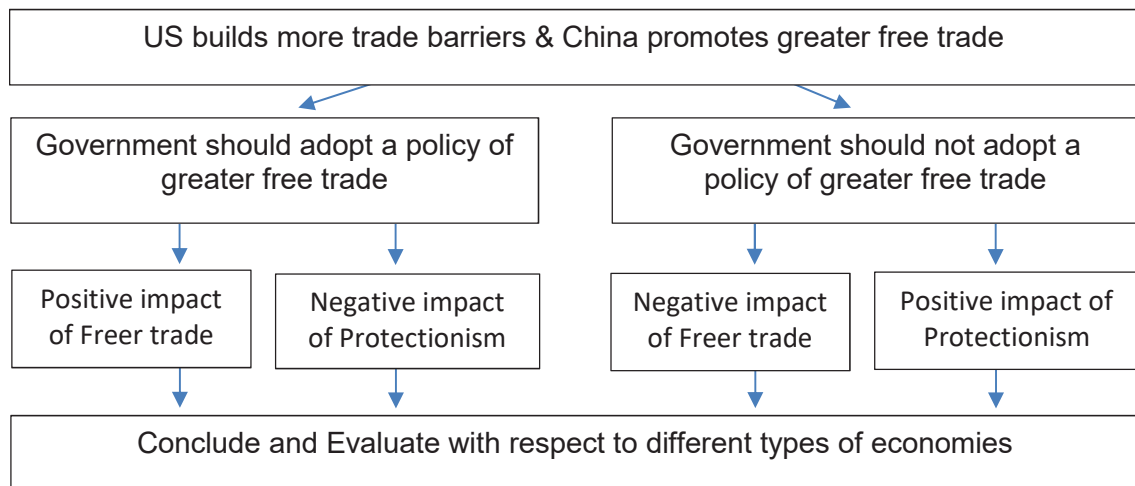 US builds more trade barriers & China promotes greater free trade
Government should adopt a policy of
greater free trade
Government should not adopt a
policy of greater free trade
Positive impact
of Freer trade
Negative impact
of Protectionism
Negative impact
of Freer trade
Positive impact of
Protectionism
Conclude and Evaluate with respect to different types of economies